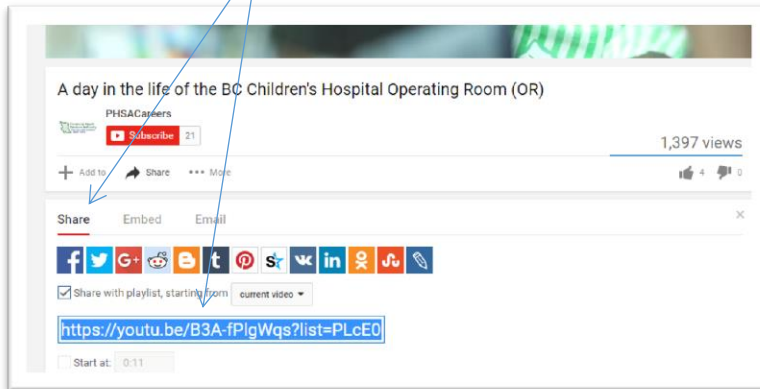 A day in the life of the BC Children's Hospital Operating Room (OR)
PHSACareers
Subscribe 21
1,397 views
Add to Share More
4 0
Share Embed Email
Share with playlist, starting from current video
https://youtu.be/B3A-fPlgWqs?list=PLcE0
Start at: 0:11